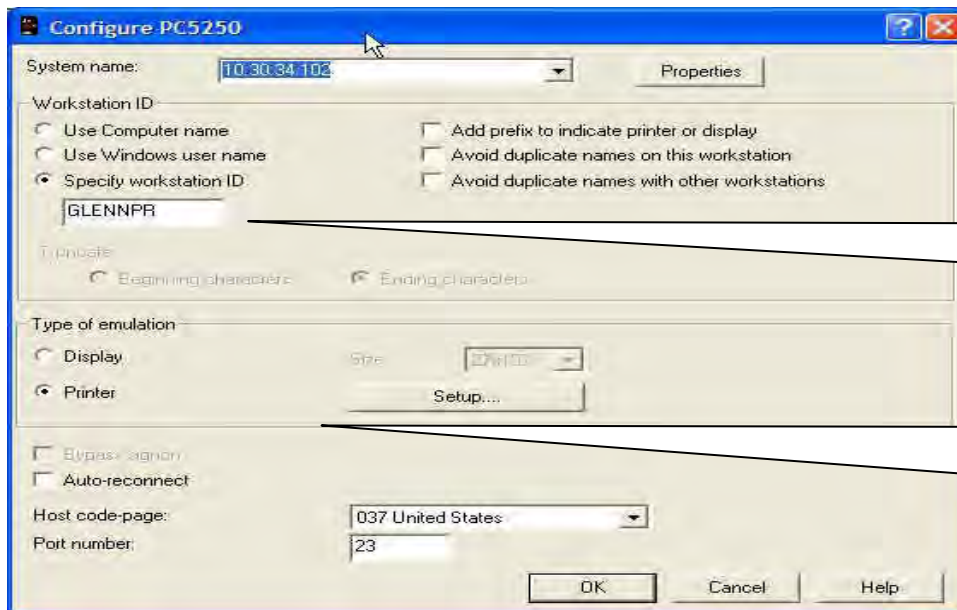 Configure PC5250
System name: 10.30.34.102 Properties
Workstation ID
Use Computer name Add prefix to indicate printer or display
Use Windows user name Avoid duplicate names on this workstation
Specify workstation ID Avoid duplicate names with other workstations
GLENNPR
Truncate
Beginning characters Ending characters
Type of emulation
Display Size
Printer Setup....
Bypass signon
Auto-reconnect
Host code-page: 037 United States
Port number: 23
OK Cancel Help